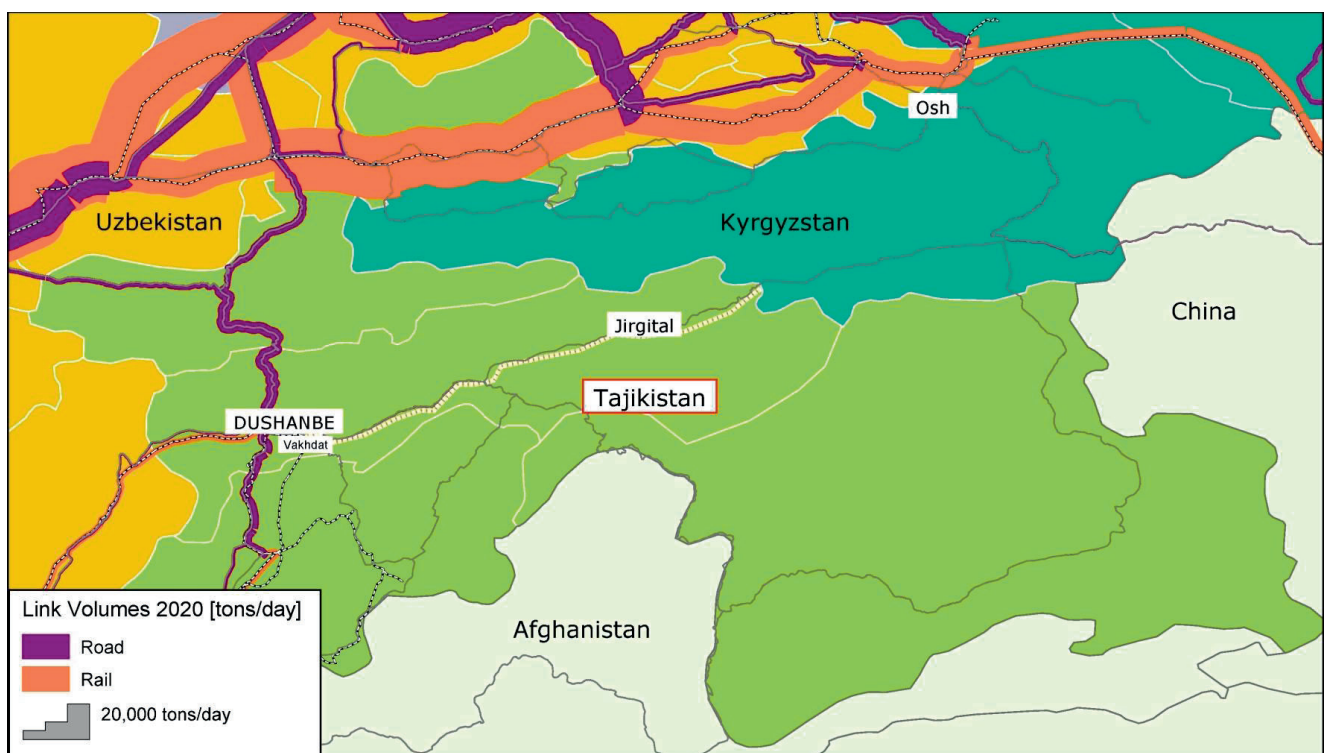 Osh
Uzbekistan
Kyrgyzstan
China
Jirgital
Tajikistan
DUSHANBE
Vakhdat
Afghanistan
Link Volumes 2020 [tons/day]
Road
Rail
20,000 tons/day